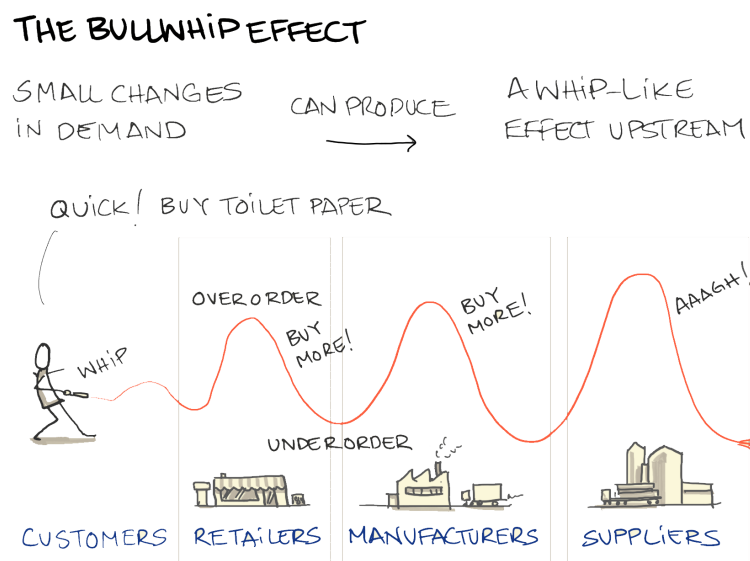 THE BULLWHIP EFFECT
SMALL CHANGES
IN DEMAND
CAN PRODUCE
A WHIP-LIKE
EFFECT UPSTREAM
QUICK! BUY TOILET PAPER
WHIP
OVERORDER
BUY
MORE!
BUY
MORE!
AAAGH!
UNDERORDER
CUSTOMERS
RETAILERS
MANUFACTURERS
SUPPLIERS